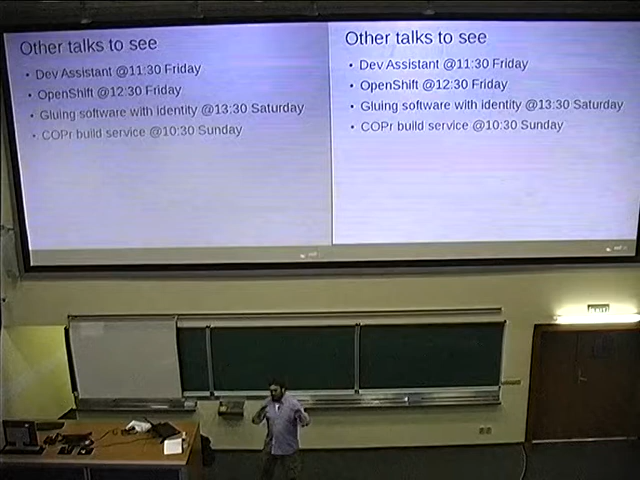 Other talks to see
• Dev Assistant @11:30 Friday
• OpenShift @12:30 Friday
• Gluing software with identity @13:30 Saturday
• COPr build service @10:30 Sunday
Other talks to see
• Dev Assistant @11:30 Friday
• OpenShift @12:30 Friday
• Gluing software with identity @13:30 Saturday
• COPr build service @10:30 Sunday